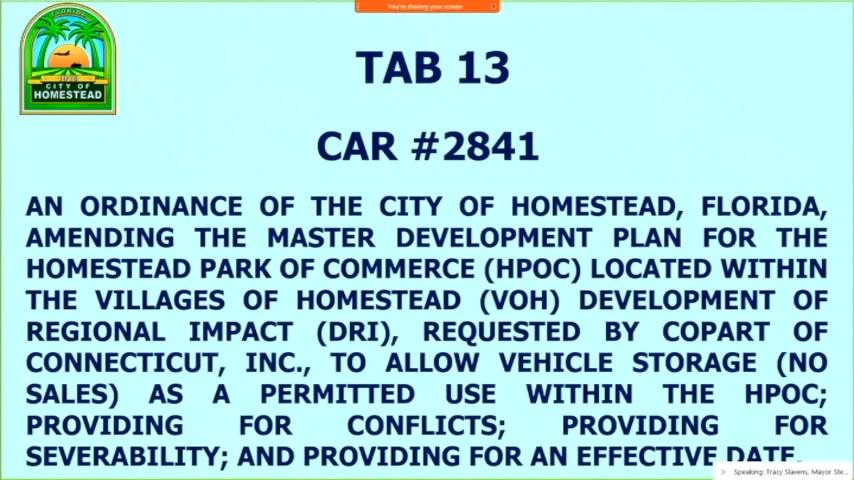 You're sharing your screen
FLORIDA
1913
CITY OF
HOMESTEAD
TAB 13
CAR #2841
AN ORDINANCE OF THE CITY OF HOMESTEAD, FLORIDA,
AMENDING THE MASTER DEVELOPMENT PLAN FOR THE
HOMESTEAD PARK OF COMMERCE (HPOC) LOCATED WITHIN
THE VILLAGES OF HOMESTEAD (VOH) DEVELOPMENT OF
REGIONAL IMPACT (DRI), REQUESTED BY COPART OF
CONNECTICUT, INC., TO ALLOW VEHICLE STORAGE (NO
SALES) AS A PERMITTED USE WITHIN THE HPOC;
PROVIDING FOR CONFLICTS; PROVIDING FOR
SEVERABILITY; AND PROVIDING FOR AN EFFECTIVE DATE.
Speaking: Tracy Slavens, Mayor Ste...